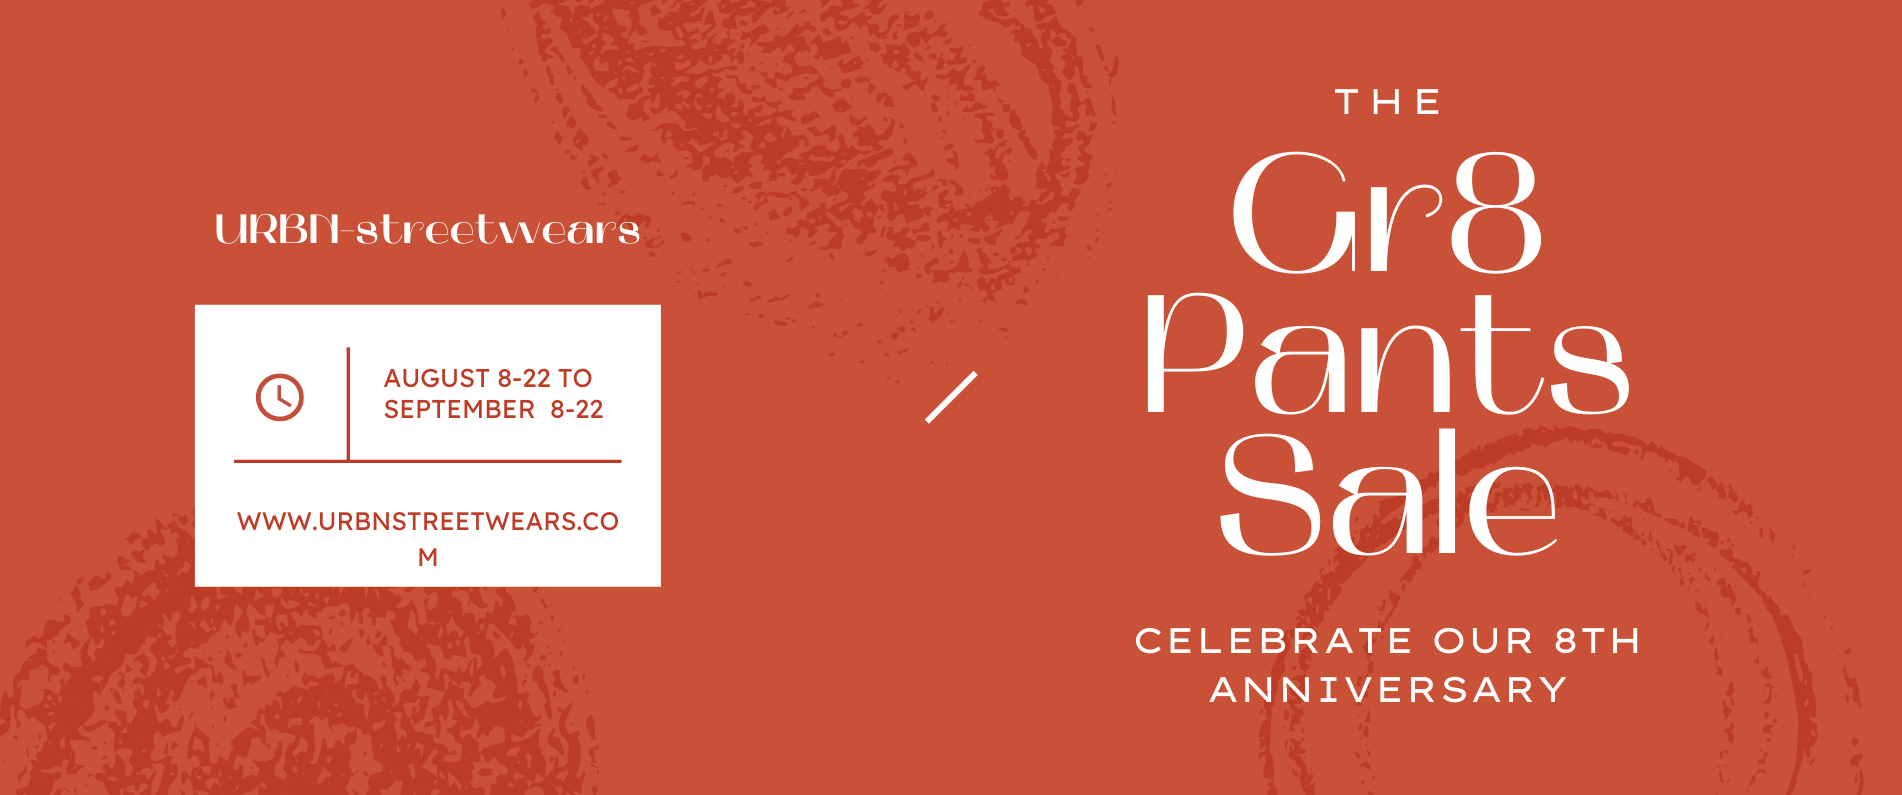 URBN-streetwears
AUGUST 8-22 TO
SEPTEMBER 8-22
WWW.URBNSTREETWEARS.CO
M
THE
Gr8
Pants
Sale
CELEBRATE OUR 8TH
ANNIVERSARY